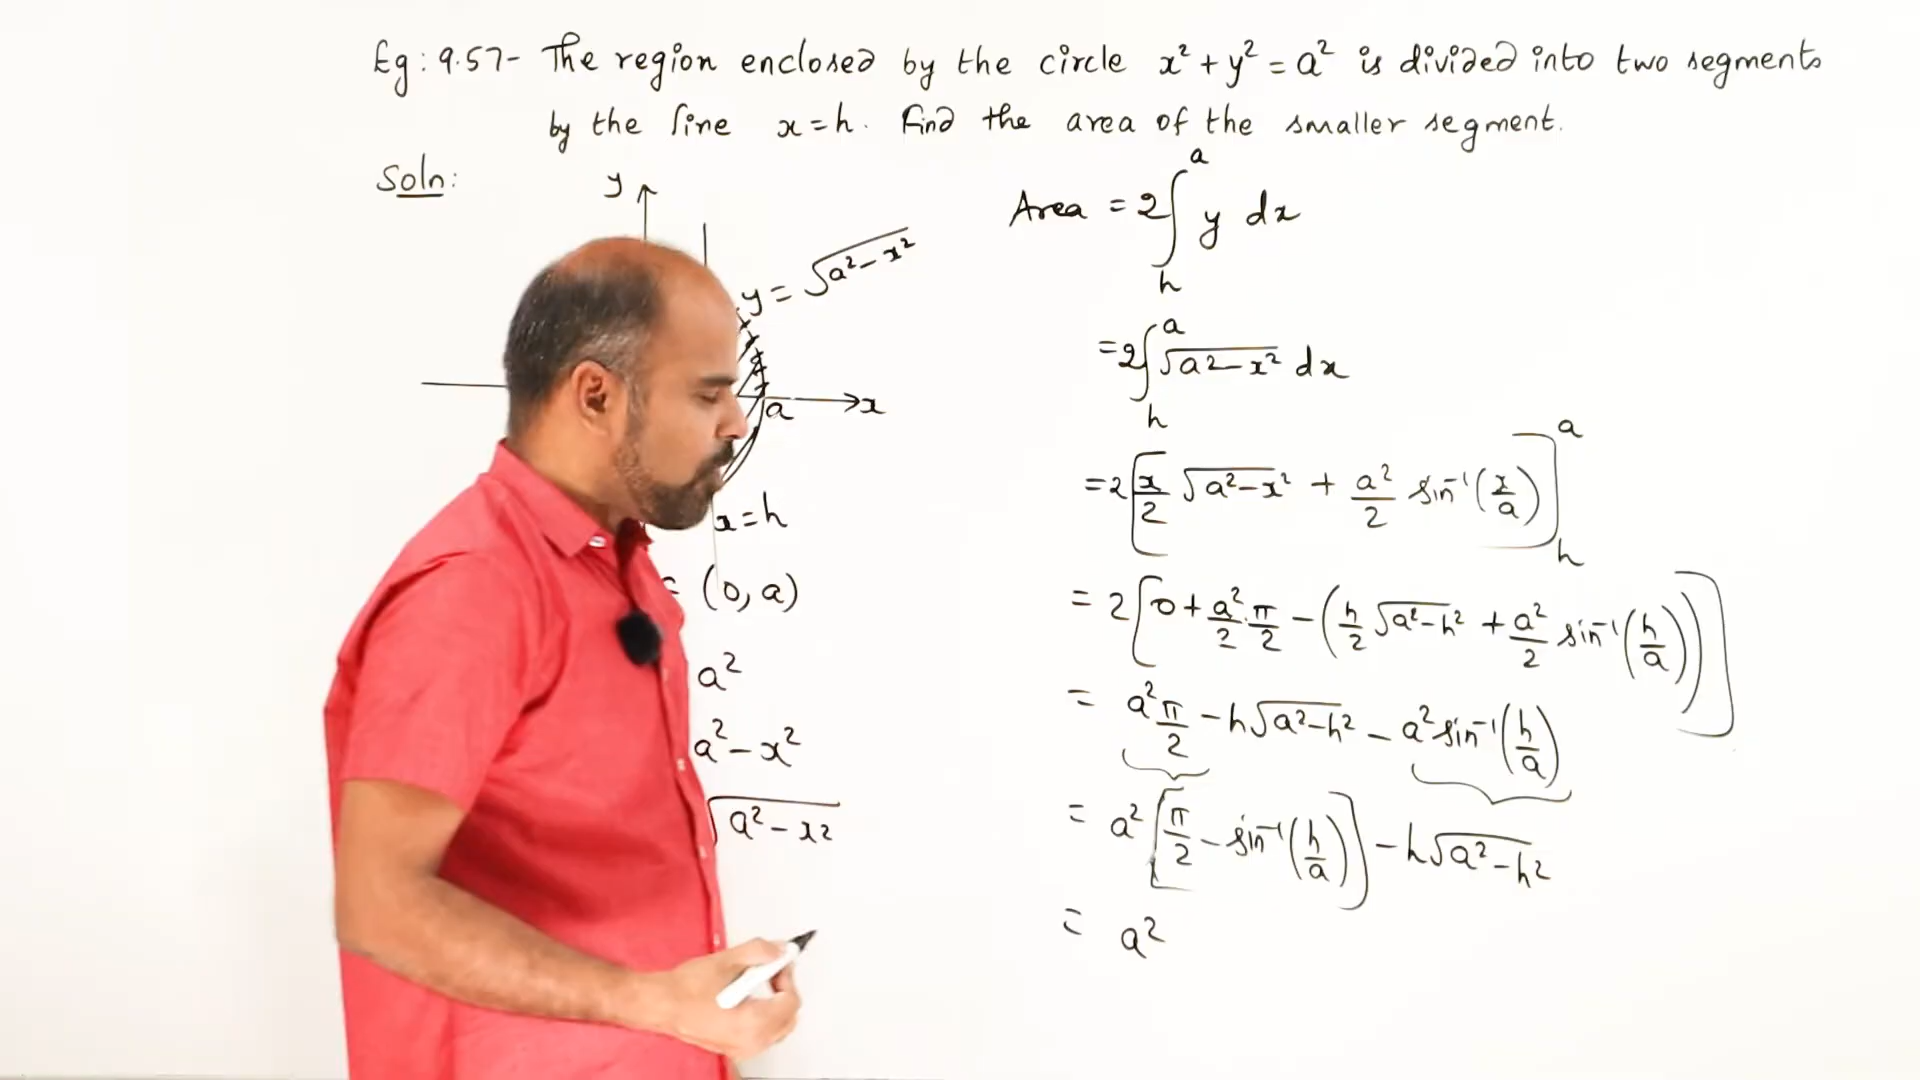 Eg: 9.57- The region enclosed by the circle x² + y² = a² is divided into two segments
by the line x = h. Find the area of the smaller segment.
Soln:
y
y = √(a² - x²)
a
x
x = h
= (0, a)
a²
a² - x²
√(a² - x²)
Area = 2 ∫_h^a y dx
= 2 ∫_h^a √(a² - x²) dx
= 2 [x/2 √(a² - x²) + a²/2 sin⁻¹(x/a)]_h^a
= 2 [0 + a²/2 · π/2 - (h/2 √(a² - h²) + a²/2 sin⁻¹(h/a))]
= a² π/2 - h√(a² - h²) - a² sin⁻¹(h/a)
= a² [π/2 - sin⁻¹(h/a)] - h√(a² - h²)
= a²